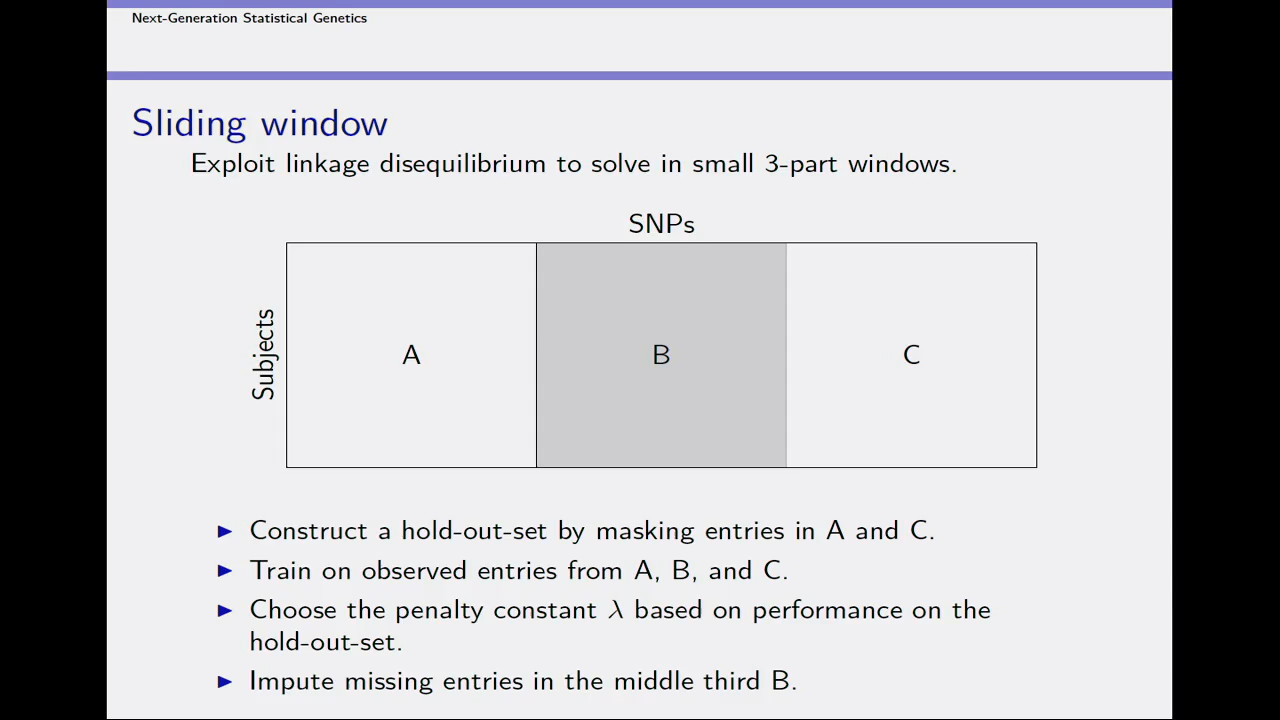 Next-Generation Statistical Genetics
Sliding window
Exploit linkage disequilibrium to solve in small 3-part windows.
SNPs
Subjects
A
B
C
Construct a hold-out-set by masking entries in A and C.
Train on observed entries from A, B, and C.
Choose the penalty constant λ based on performance on the
hold-out-set.
Impute missing entries in the middle third B.